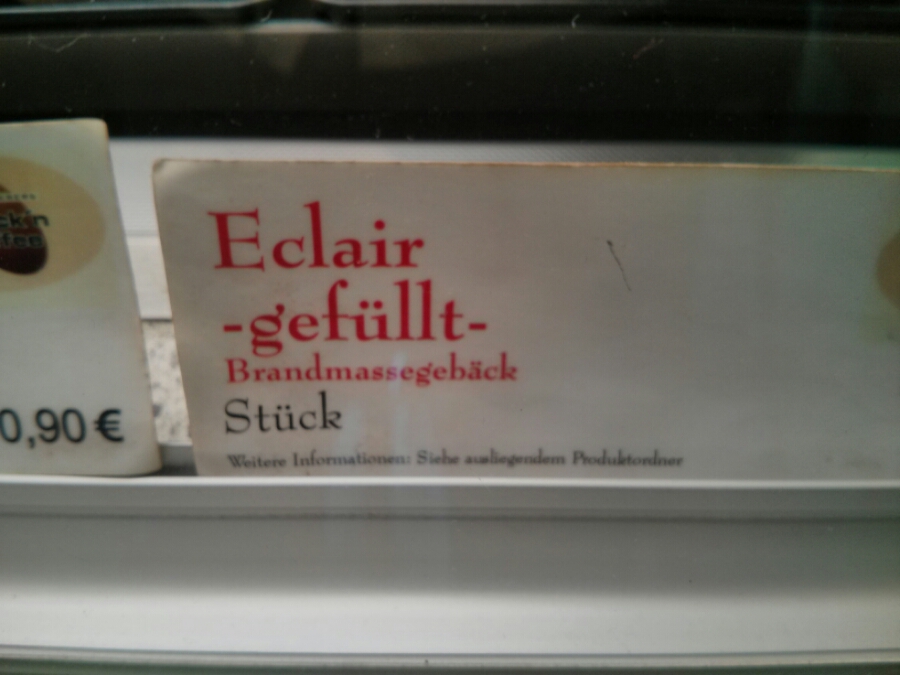 0,90 €
Eclair
-gefüllt-
Brandmassegebäck
Stück
Weitere Informationen: Siehe ausliegendem Produktordner